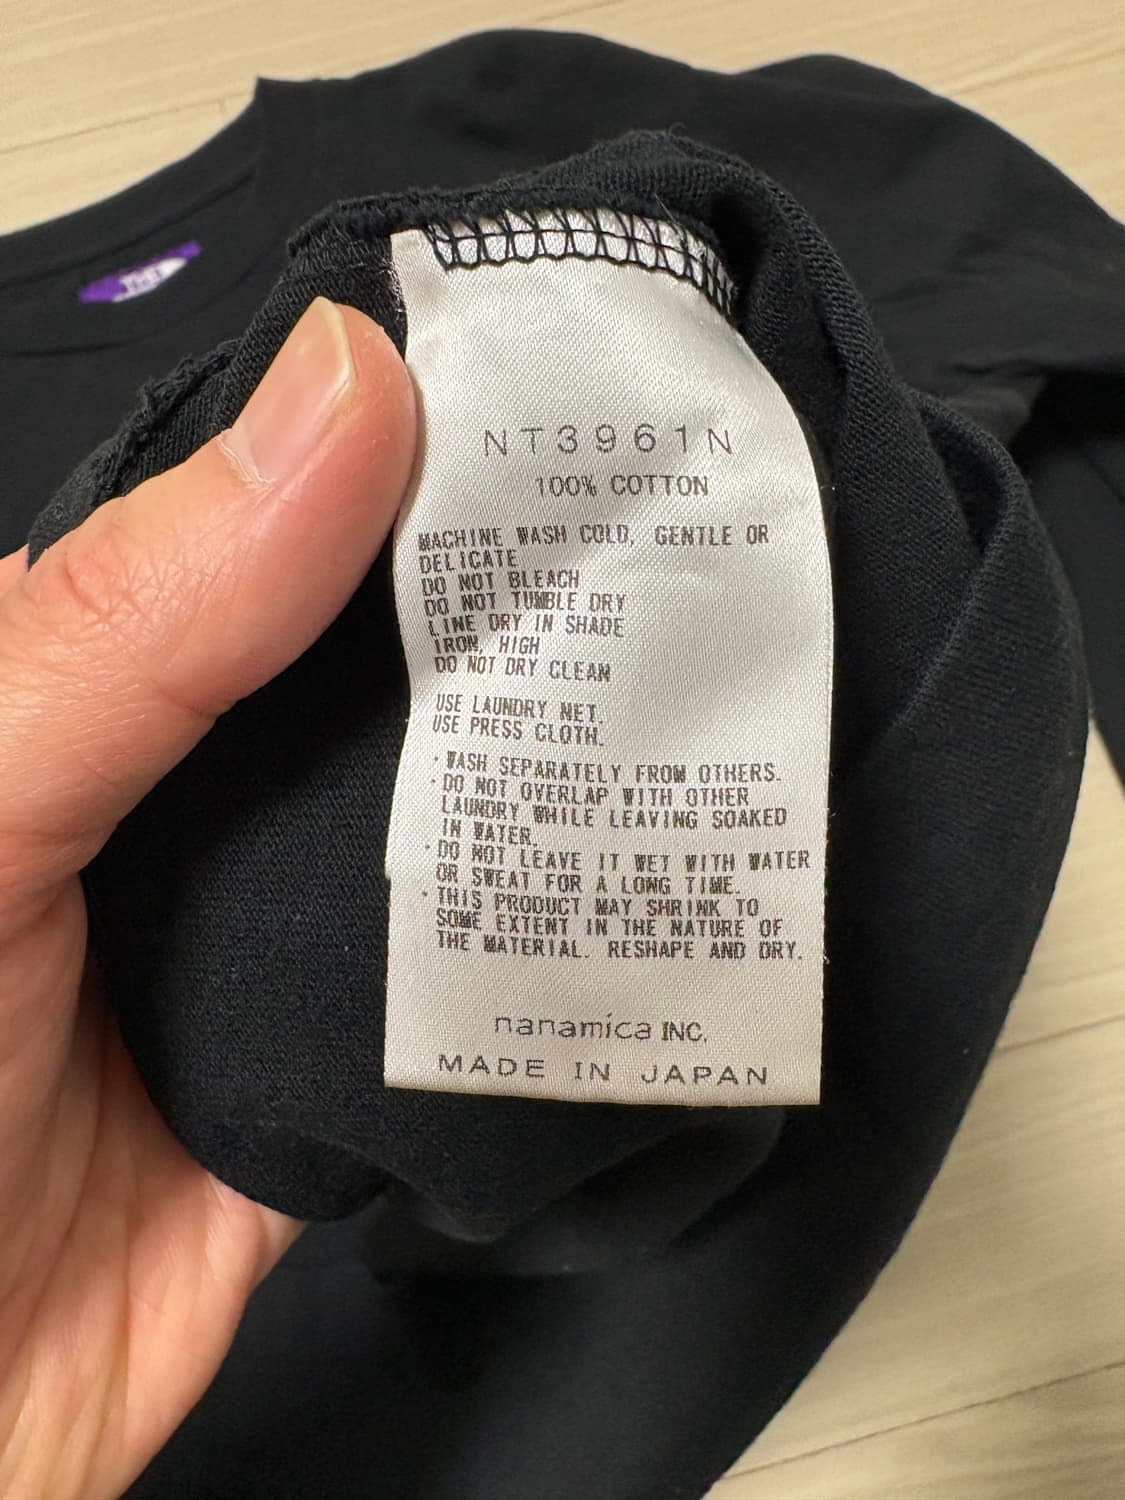 NT3961N
100% COTTON
MACHINE WASH COLD, GENTLE OR
DELICATE
DO NOT BLEACH
DO NOT TUMBLE DRY
LINE DRY IN SHADE
IRON, HIGH
DO NOT DRY CLEAN
USE LAUNDRY NET.
USE PRESS CLOTH.
・WASH SEPARATELY FROM OTHERS.
・DO NOT OVERLAP WITH OTHER
LAUNDRY WHILE LEAVING SOAKED
IN WATER.
・DO NOT LEAVE IT WET WITH WATER
OR SWEAT FOR A LONG TIME.
・THIS PRODUCT MAY SHRINK TO
SOME EXTENT IN THE NATURE OF
THE MATERIAL. RESHAPE AND DRY.
nanamica INC.
MADE IN JAPAN